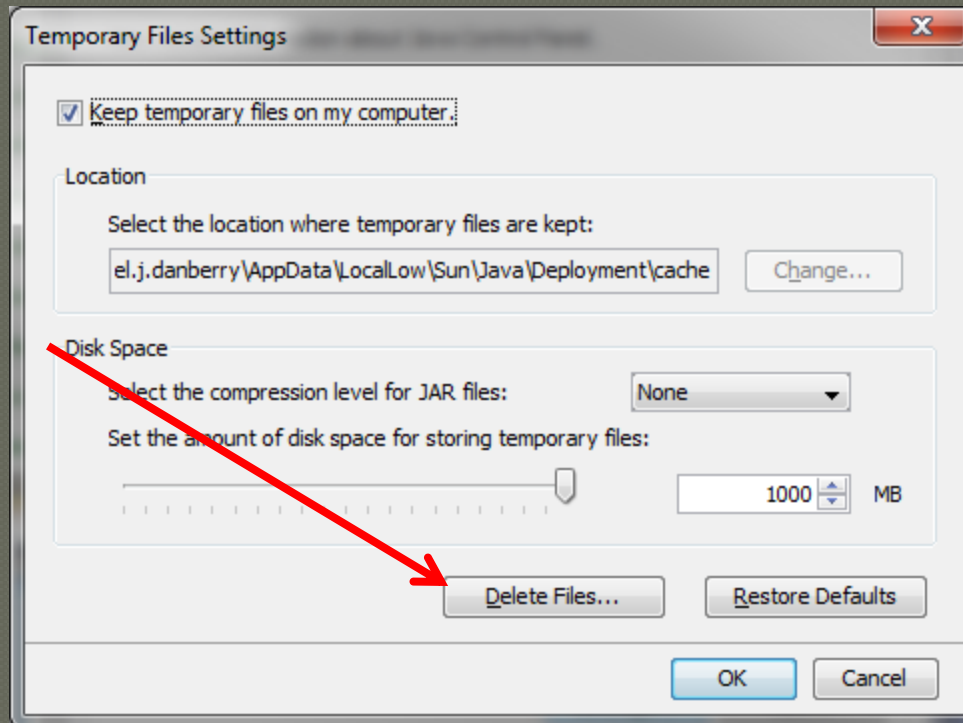 Temporary Files Settings
Keep temporary files on my computer.
Location
Select the location where temporary files are kept:
el.j.danberry\AppData\LocalLow\Sun\Java\Deployment\cache
Change...
Disk Space
Select the compression level for JAR files:
None
Set the amount of disk space for storing temporary files:
1000 MB
Delete Files...
Restore Defaults
OK
Cancel